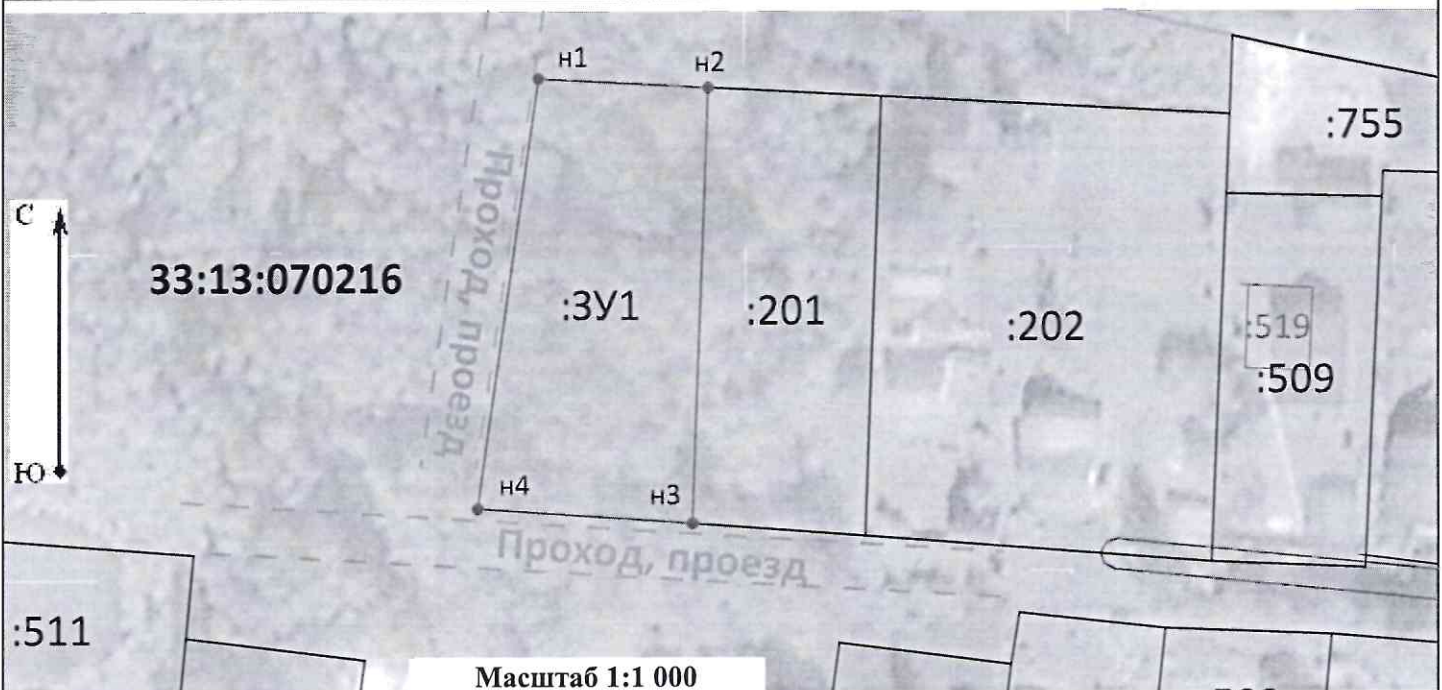 н1
н2
:755
Проход, проезд
С
33:13:070216
:ЗУ1
:201
:202
:519
:509
Ю
н4
н3
Проход, проезд
:511
Масштаб 1:1 000